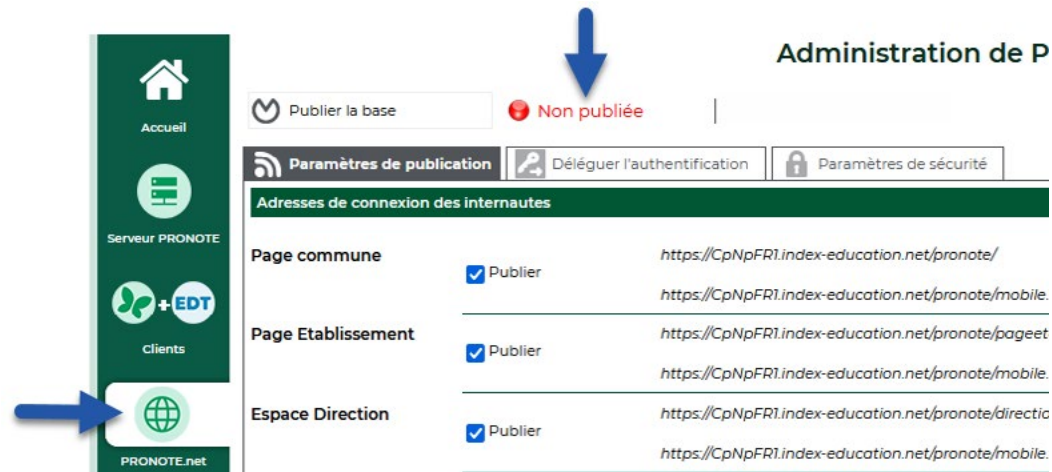 Administration de P
Accueil
Publier la base
Non publiée
Paramètres de publication
Déléguer l'authentification
Paramètres de sécurité
Adresses de connexion des internautes
Serveur PRONOTE
Page commune
Publier
https://CpNpFR1.index-education.net/pronote/
https://CpNpFR1.index-education.net/pronote/mobile.
+EDT
Clients
Page Etablissement
Publier
https://CpNpFR1.index-education.net/pronote/pageet
https://CpNpFR1.index-education.net/pronote/mobile.
Espace Direction
Publier
https://CpNpFR1.index-education.net/pronote/directio
https://CpNpFR1.index-education.net/pronote/mobile.
PRONOTE.net